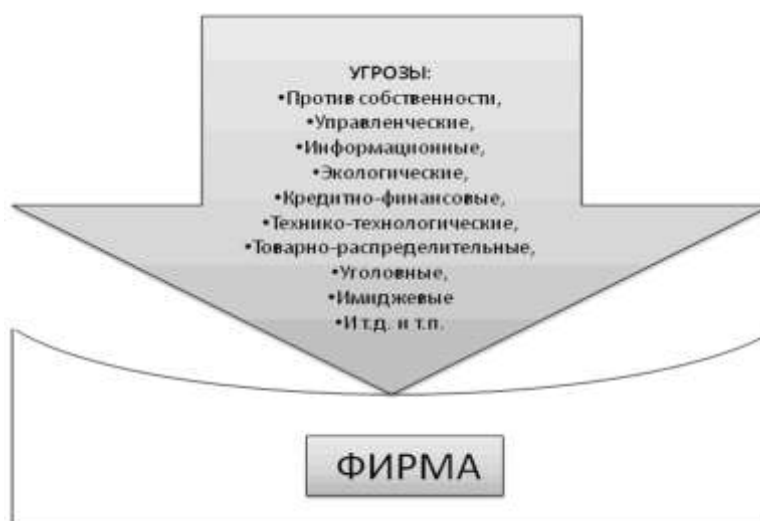 УГРОЗЫ:
•Против собственности,
•Управленческие,
•Информационные,
•Экологические,
•Кредитно-финансовые,
•Технико-технологические,
•Товарно-распределительные,
•Уголовные,
•Имиджевые
•И т.д. и т.п.
ФИРМА